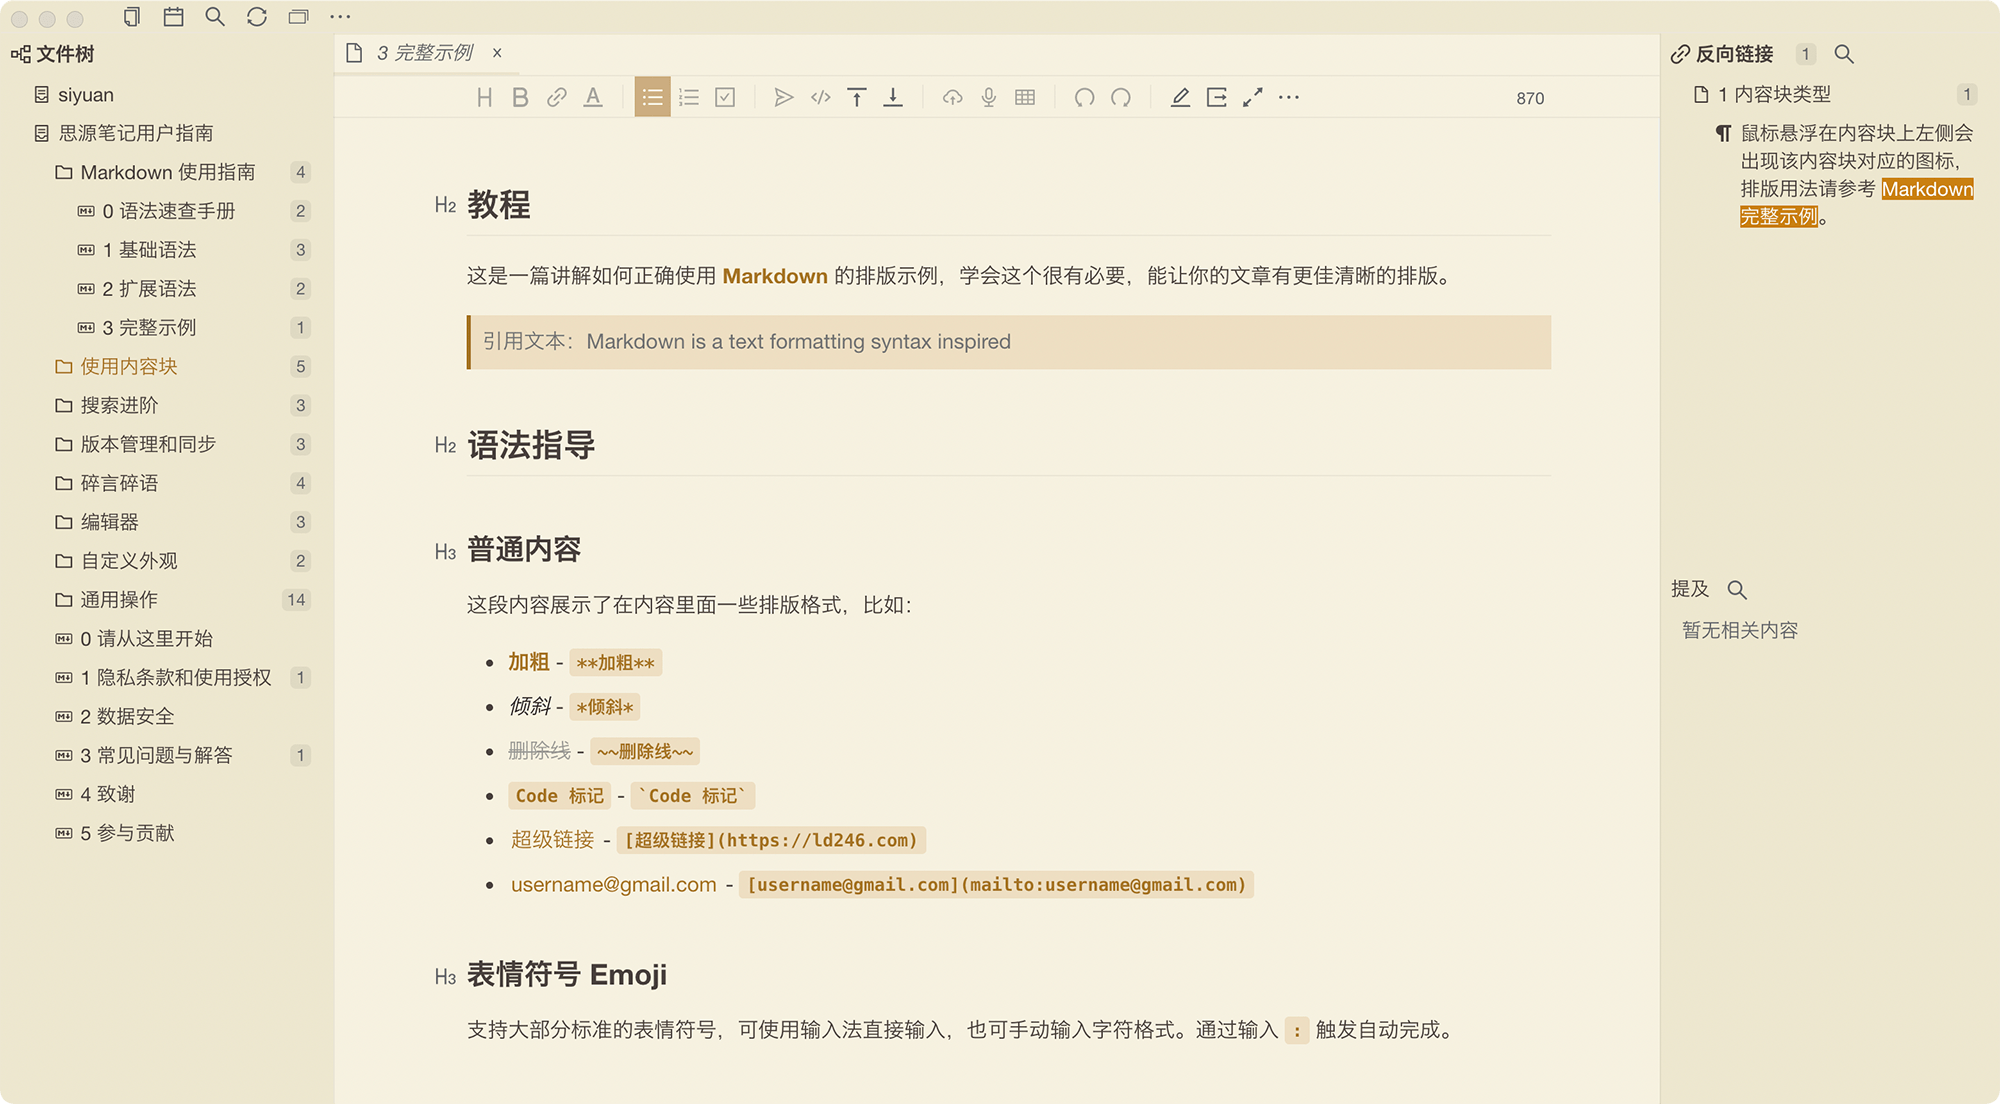 文件树
siyuan
思源笔记用户指南
Markdown 使用指南 4
0 语法速查手册 2
1 基础语法 3
2 扩展语法 2
3 完整示例 1
使用内容块 5
搜索进阶 3
版本管理和同步 3
碎言碎语 4
编辑器 3
自定义外观 2
通用操作 14
0 请从这里开始
1 隐私条款和使用授权 1
2 数据安全
3 常见问题与解答 1
4 致谢
5 参与贡献
3 完整示例
870
H2 教程
这是一篇讲解如何正确使用 Markdown 的排版示例，学会这个很有必要，能让你的文章有更佳清晰的排版。
引用文本：Markdown is a text formatting syntax inspired
H2 语法指导
H3 普通内容
这段内容展示了在内容里面一些排版格式，比如：
加粗 - **加粗**
倾斜 - *倾斜*
删除线 - ~~删除线~~
Code 标记 - `Code 标记`
超级链接 - [超级链接](https://ld246.com)
username@gmail.com - [username@gmail.com](mailto:username@gmail.com)
H3 表情符号 Emoji
支持大部分标准的表情符号，可使用输入法直接输入，也可手动输入字符格式。通过输入 : 触发自动完成。
反向链接 1
1 内容块类型 1
鼠标悬浮在内容块上左侧会
出现该内容块对应的图标，
排版用法请参考 Markdown
完整示例。
提及
暂无相关内容